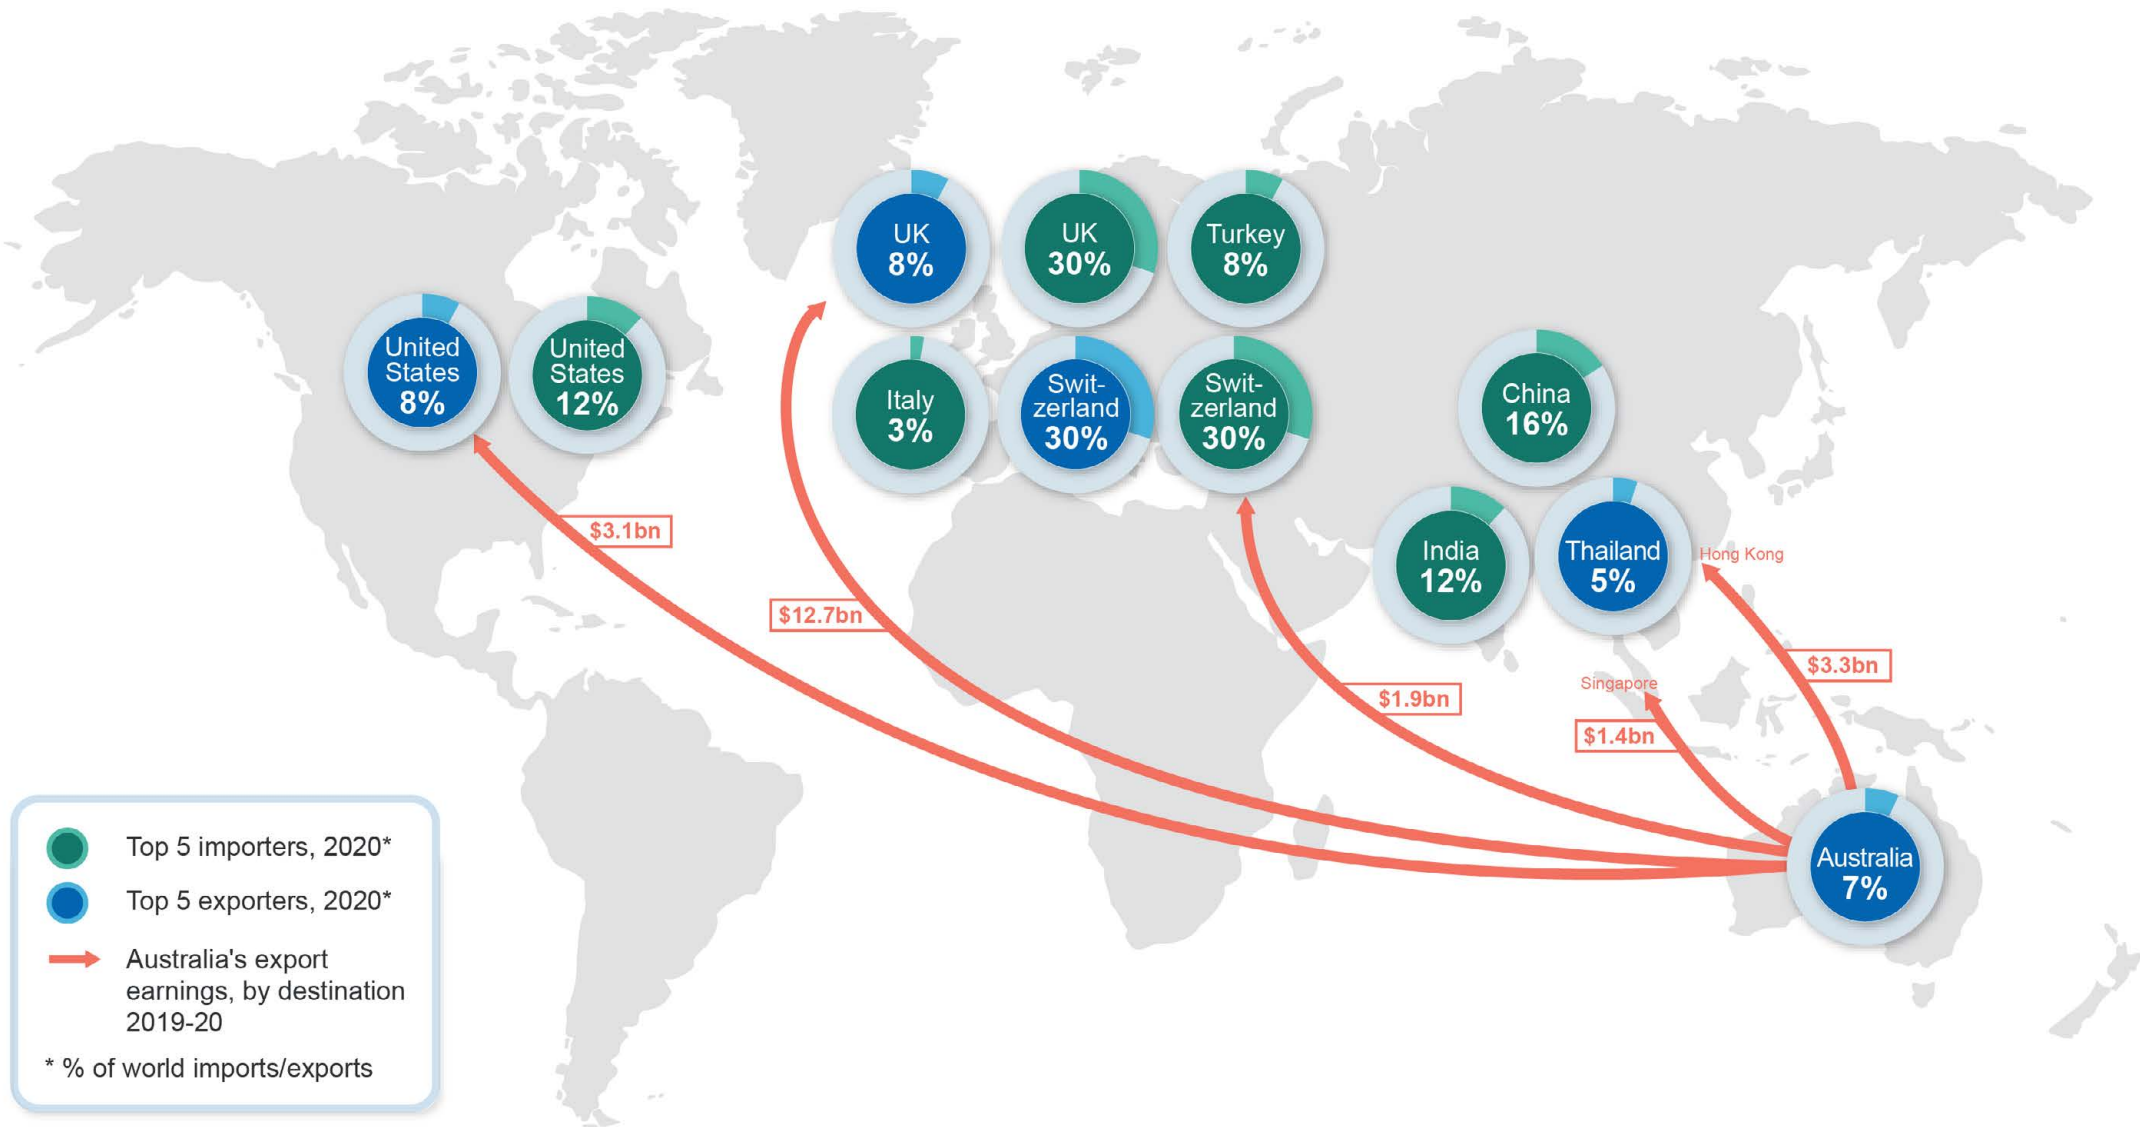 UK
8%
UK
30%
Turkey
8%
United
States
8%
United
States
12%
Italy
3%
Swit-
zerland
30%
Swit-
zerland
30%
China
16%
India
12%
Thailand
5%
Hong Kong
$3.1bn
$12.7bn
$1.9bn
$3.3bn
Singapore
$1.4bn
Australia
7%
Top 5 importers, 2020*
Top 5 exporters, 2020*
Australia's export
earnings, by destination
2019-20
* % of world imports/exports